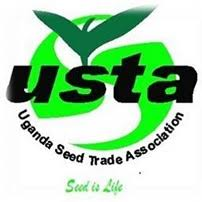 usta
Uganda Seed Trade Association
Seed is Life